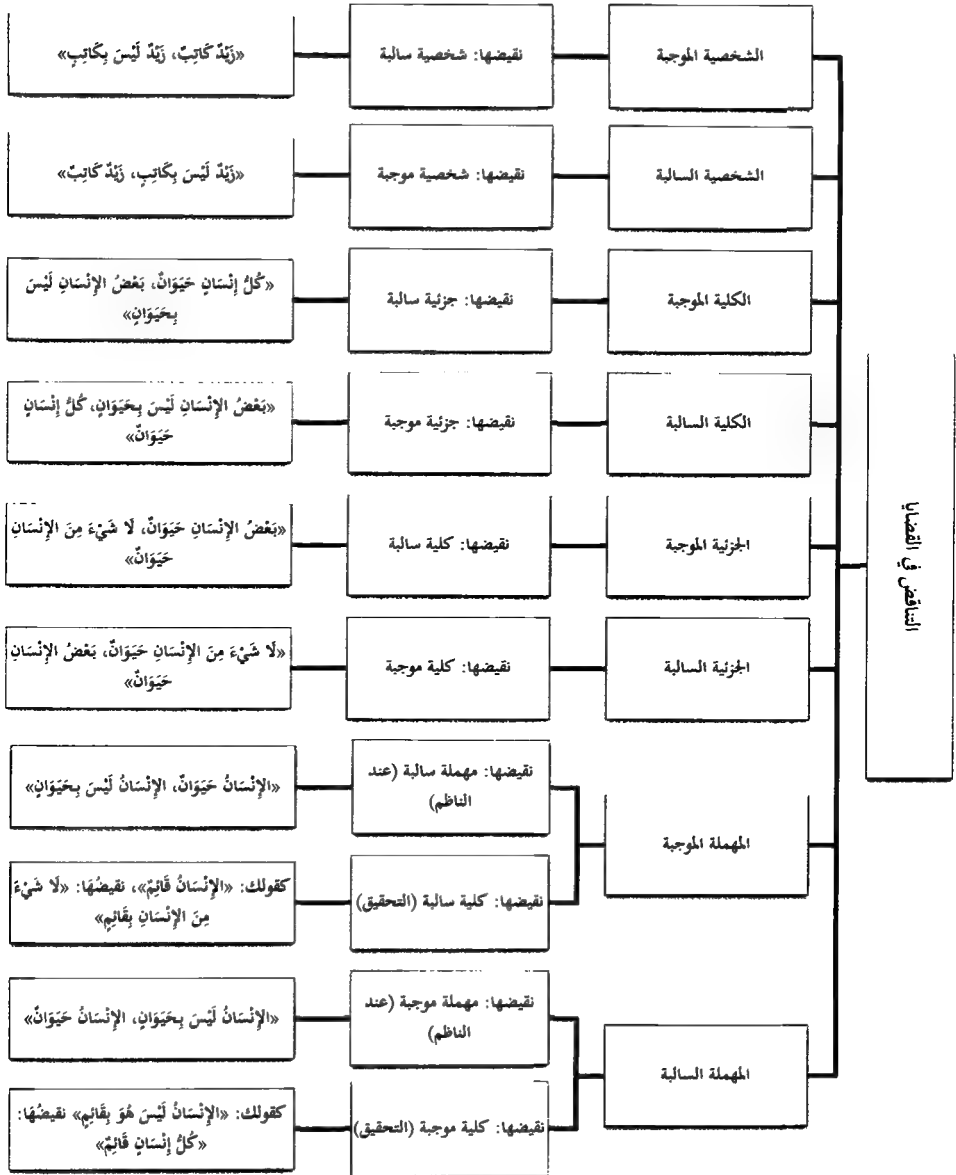 التناقض في القضايا
الشخصية الموجبة
نقيضها: شخصية سالبة
«زَيْدٌ كَاتِبٌ، زَيْدٌ لَيْسَ بِكَاتِبٍ»
الشخصية السالبة
نقيضها: شخصية موجبة
«زَيْدٌ لَيْسَ بِكَاتِبٍ، زَيْدٌ كَاتِبٌ»
الكلية الموجبة
نقيضها: جزئية سالبة
«كُلُّ إِنْسَانٍ حَيَوَانٌ، بَعْضُ الإِنْسَانِ لَيْسَ
بِحَيَوَانٍ»
الكلية السالبة
نقيضها: جزئية موجبة
«بَعْضُ الإِنْسَانِ لَيْسَ بِحَيَوَانٍ، كُلُّ إِنْسَانٍ
حَيَوَانٌ»
الجزئية الموجبة
نقيضها: كلية سالبة
«بَعْضُ الإِنْسَانِ حَيَوَانٌ، لَا شَيْءَ مِنَ الإِنْسَانِ
حَيَوَانٌ»
الجزئية السالبة
نقيضها: كلية موجبة
«لَا شَيْءَ مِنَ الإِنْسَانِ حَيَوَانٌ، بَعْضُ الإِنْسَانِ
حَيَوَانٌ»
المهملة الموجبة
نقيضها: مهملة سالبة (عند
الناظم)
«الإِنْسَانُ حَيَوَانٌ، الإِنْسَانُ لَيْسَ بِحَيَوَانٍ»
نقيضها: كلية سالبة (التحقيق)
كقولك: «الإِنْسَانُ قَائِمٌ»، نقيضُهَا: «لَا شَيْءَ
مِنَ الإِنْسَانِ بِقَائِمٍ»
المهملة السالبة
نقيضها: مهملة موجبة (عند
الناظم)
«الإِنْسَانُ لَيْسَ بِحَيَوَانٍ، الإِنْسَانُ حَيَوَانٌ»
نقيضها: كلية موجبة (التحقيق)
كقولك: «الإِنْسَانُ لَيْسَ هُوَ بِقَائِمٍ» نقيضُهَا:
«كُلُّ إِنْسَانٍ قَائِمٌ»